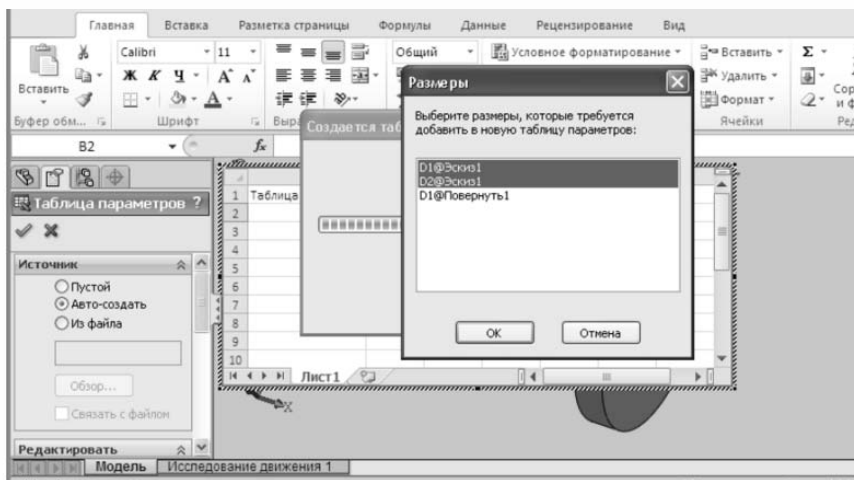 Главная Вставка Разметка страницы Формулы Данные Рецензирование Вид
Calibri 11 Общий Условное форматирование Вставить Σ
Вставить Ж К Ч А А Удалить
А Формат
Буфер обм... Шрифт Ячейки
B2 fx
Создается таб
Размеры
Выберите размеры, которые требуется
добавить в новую таблицу параметров:
D1@Эскиз1
D2@Эскиз1
D1@Повернуть1
ОК Отмена
Таблица параметров ?
Источник
Пустой
Авто-создать
Из файла
Обзор...
Связать с файлом
Редактировать
1 Таблица
2
3
4
5
6
7
8
9
10
Лист1
X
Модель Исследование движения 1